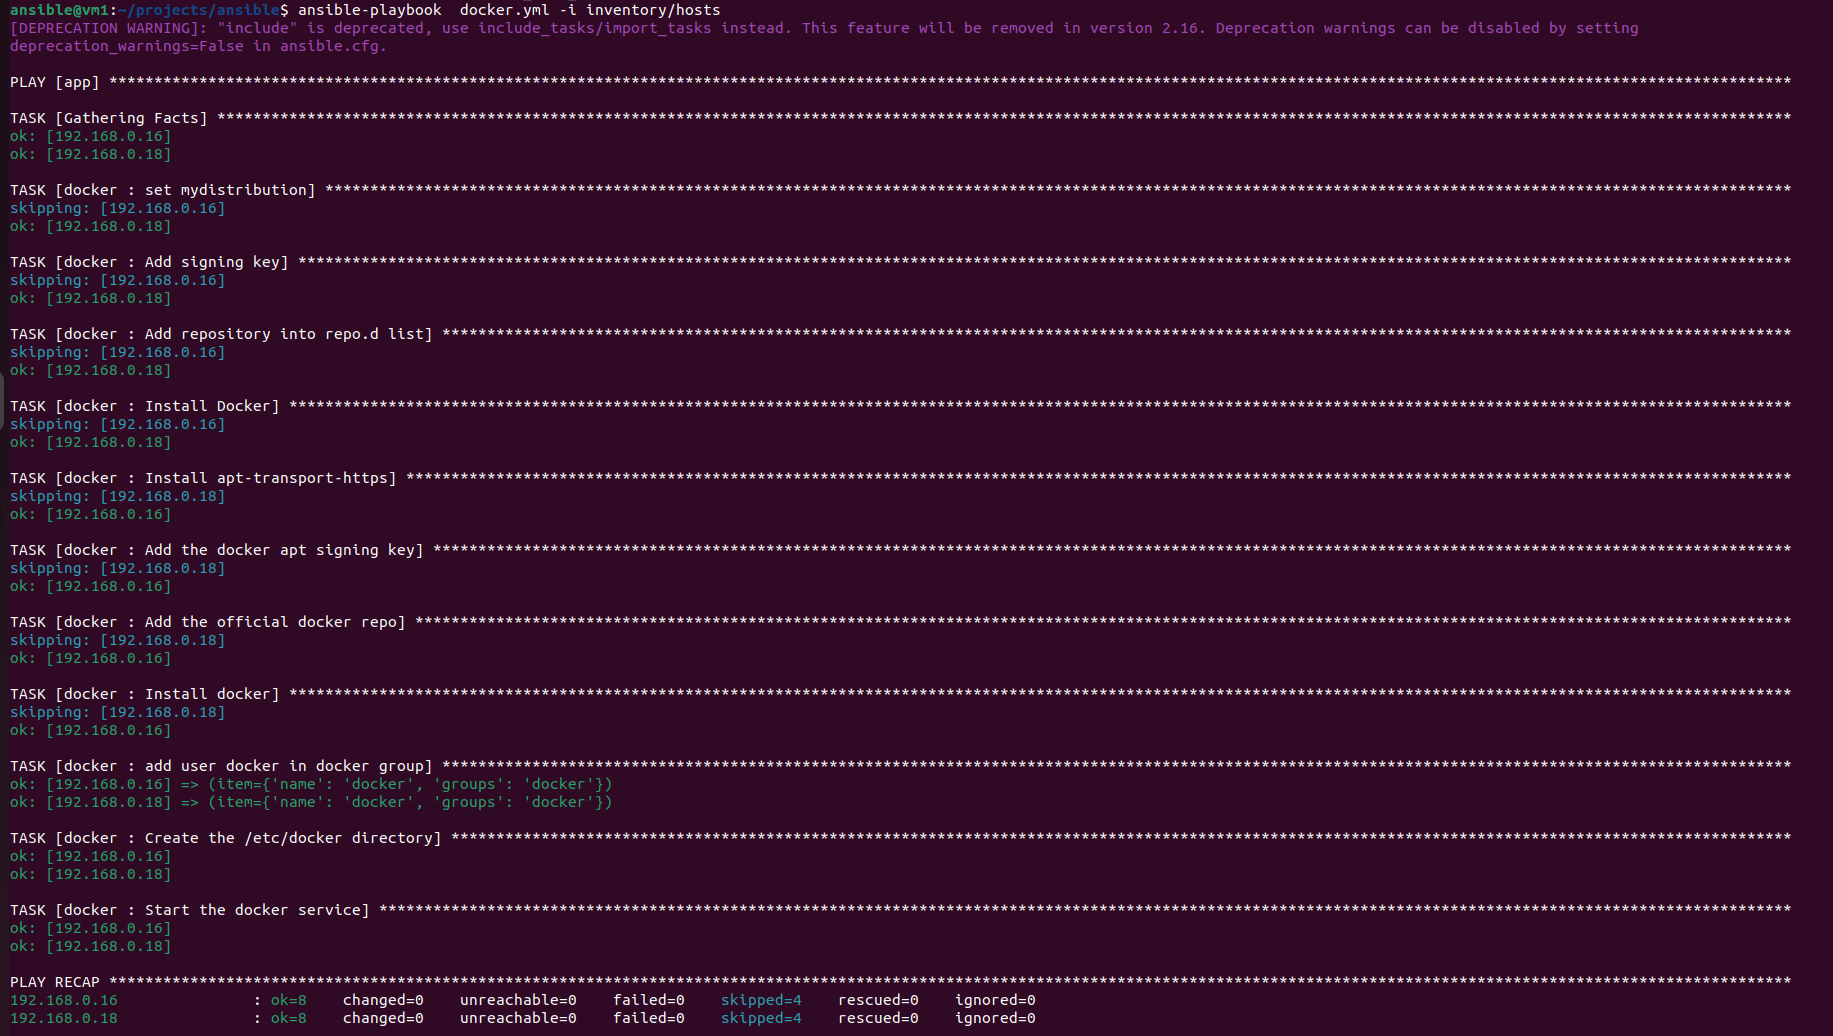 ansible@vm1:~/projects/ansible$ ansible-playbook  docker.yml -i inventory/hosts
[DEPRECATION WARNING]: "include" is deprecated, use include_tasks/import_tasks instead. This feature will be removed in version 2.16. Deprecation warnings can be disabled by setting
deprecation_warnings=False in ansible.cfg.
PLAY [app] ****************************************************************************************************************************************************************************
TASK [Gathering Facts] ****************************************************************************************************************************************************************
ok: [192.168.0.16]
ok: [192.168.0.18]
TASK [docker : set mydistribution] ****************************************************************************************************************************************************
skipping: [192.168.0.16]
ok: [192.168.0.18]
TASK [docker : Add signing key] *******************************************************************************************************************************************************
skipping: [192.168.0.16]
ok: [192.168.0.18]
TASK [docker : Add repository into repo.d list] ***************************************************************************************************************************************
skipping: [192.168.0.16]
ok: [192.168.0.18]
TASK [docker : Install Docker] ********************************************************************************************************************************************************
skipping: [192.168.0.16]
ok: [192.168.0.18]
TASK [docker : Install apt-transport-https] *******************************************************************************************************************************************
skipping: [192.168.0.18]
ok: [192.168.0.16]
TASK [docker : Add the docker apt signing key] ****************************************************************************************************************************************
skipping: [192.168.0.18]
ok: [192.168.0.16]
TASK [docker : Add the official docker repo] ******************************************************************************************************************************************
skipping: [192.168.0.18]
ok: [192.168.0.16]
TASK [docker : Install docker] ********************************************************************************************************************************************************
skipping: [192.168.0.18]
ok: [192.168.0.16]
TASK [docker : add user docker in docker group] ***************************************************************************************************************************************
ok: [192.168.0.16] => (item={'name': 'docker', 'groups': 'docker'})
ok: [192.168.0.18] => (item={'name': 'docker', 'groups': 'docker'})
TASK [docker : Create the /etc/docker directory] **************************************************************************************************************************************
ok: [192.168.0.16]
ok: [192.168.0.18]
TASK [docker : Start the docker service] **********************************************************************************************************************************************
ok: [192.168.0.16]
ok: [192.168.0.18]
PLAY RECAP ****************************************************************************************************************************************************************************
192.168.0.16               : ok=8    changed=0    unreachable=0    failed=0    skipped=4    rescued=0    ignored=0
192.168.0.18               : ok=8    changed=0    unreachable=0    failed=0    skipped=4    rescued=0    ignored=0